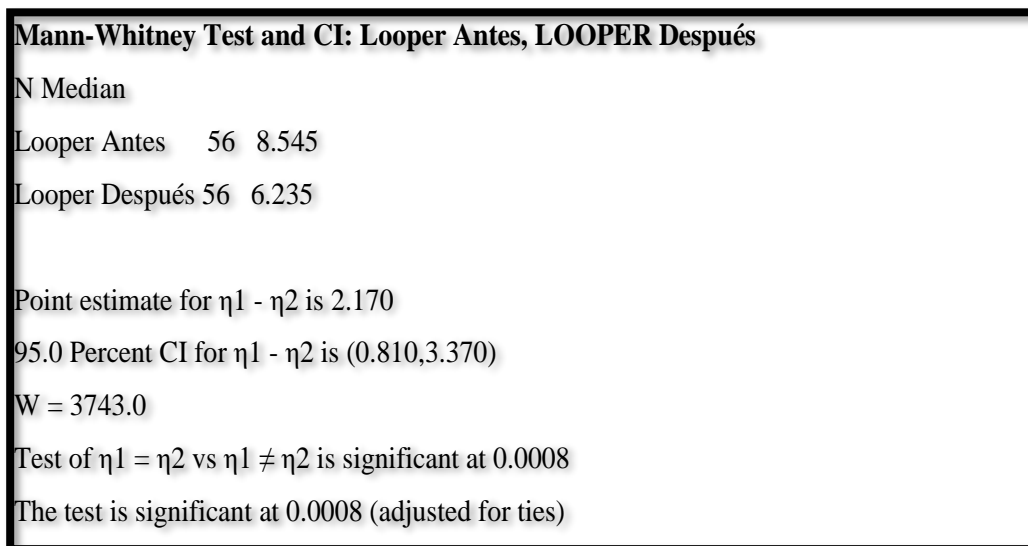 Mann-Whitney Test and CI: Looper Antes, LOOPER Después
N Median
Looper Antes 56 8.545
Looper Después 56 6.235
Point estimate for η1 - η2 is 2.170
95.0 Percent CI for η1 - η2 is (0.810,3.370)
W = 3743.0
Test of η1 = η2 vs η1 ≠ η2 is significant at 0.0008
The test is significant at 0.0008 (adjusted for ties)